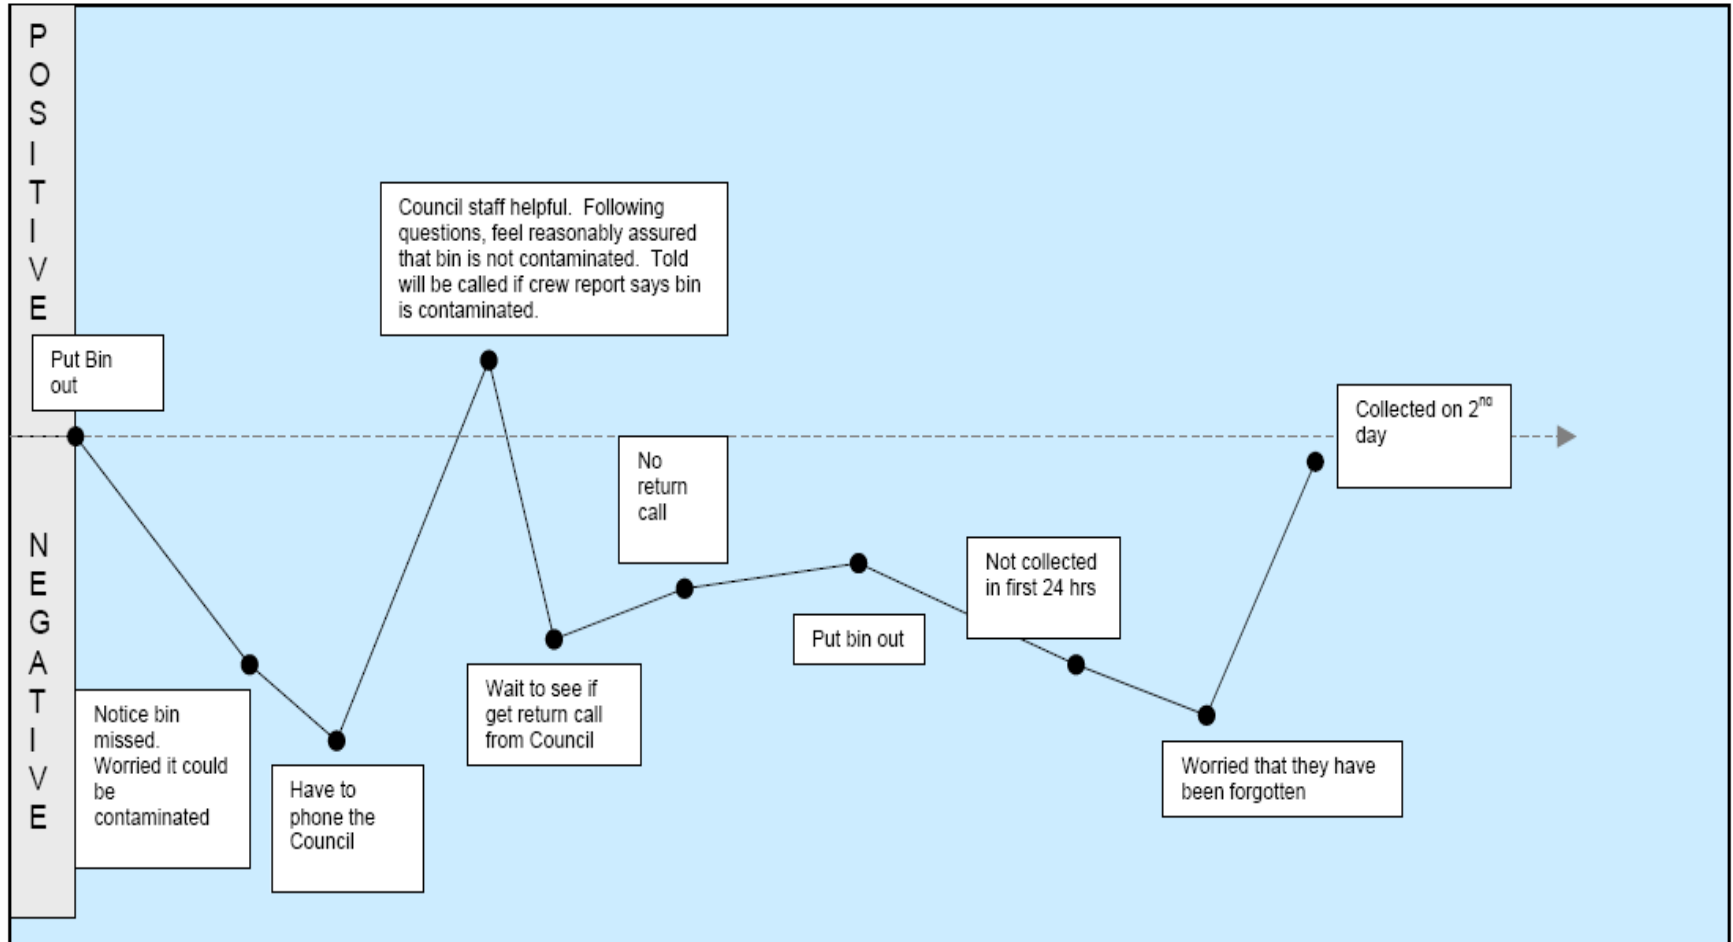 POSITIVE
NEGATIVE
Put Bin
out
Notice bin
missed.
Worried it could
be
contaminated
Have to
phone the
Council
Council staff helpful.  Following
questions, feel reasonably assured
that bin is not contaminated.  Told
will be called if crew report says bin
is contaminated.
Wait to see if
get return call
from Council
No
return
call
Put bin out
Not collected
in first 24 hrs
Worried that they have
been forgotten
Collected on 2nd
day